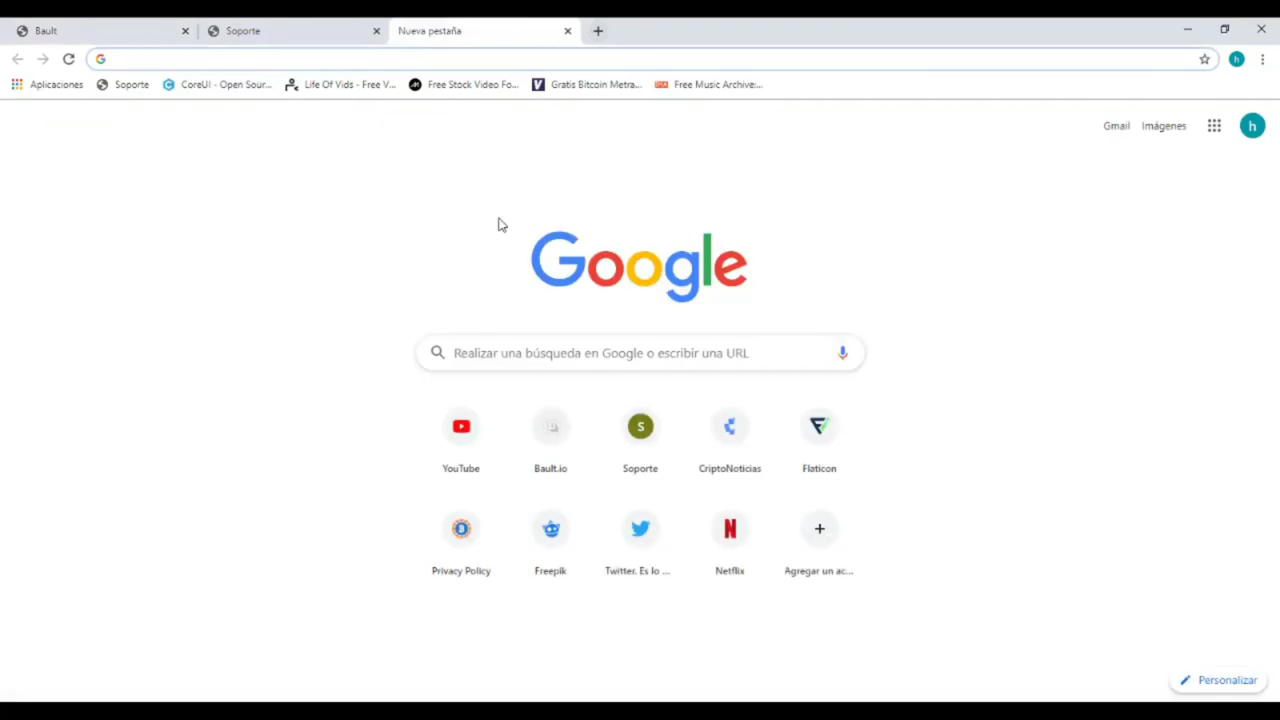 Bault
Soporte
Nueva pestaña
Aplicaciones
Soporte
CoreUI - Open Sour...
Life Of Vids - Free V...
Free Stock Video Fo...
Gratis Bitcoin Metra...
Free Music Archive:...
Gmail
Imágenes
h
Google
Realizar una búsqueda en Google o escribir una URL
YouTube
Bault.io
S
Soporte
CriptoNoticias
Flaticon
Privacy Policy
Freepik
Twitter. Es lo ...
Netflix
Agregar un ac...
Personalizar